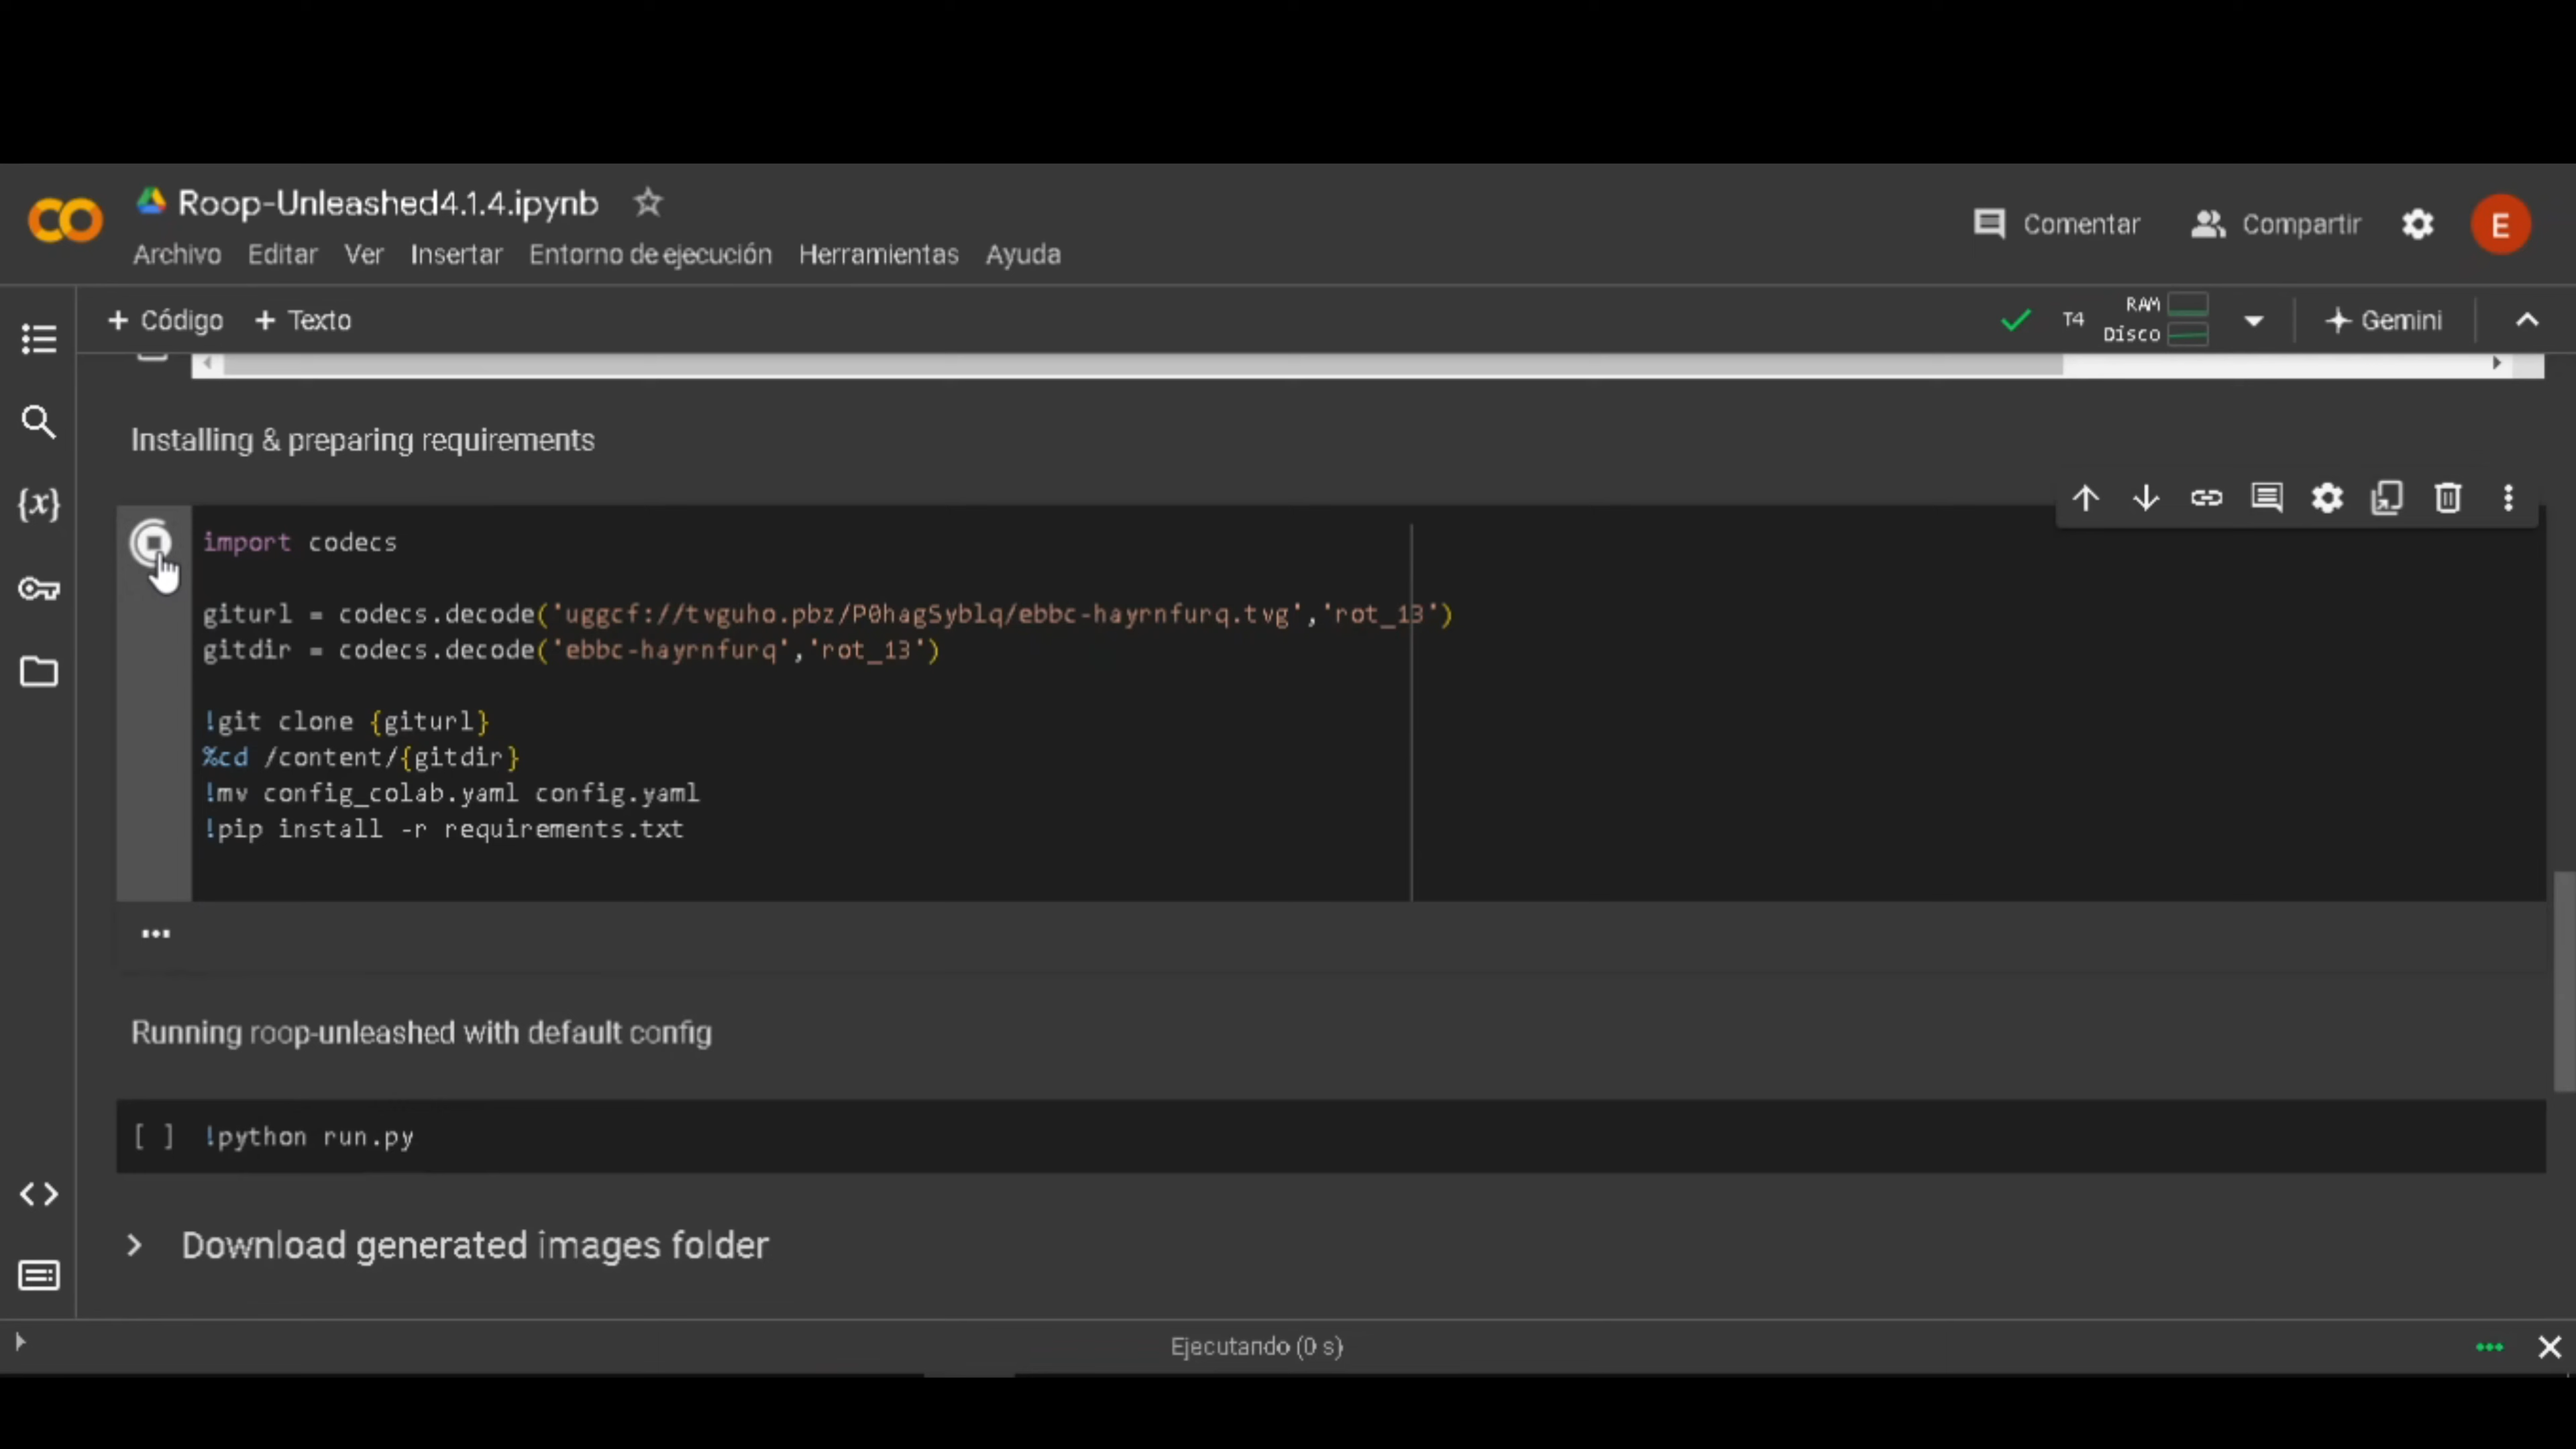 Roop-Unleashed4.1.4.ipynb
Comentar
Compartir
E
Archivo Editar Ver Insertar Entorno de ejecución Herramientas Ayuda
+ Código + Texto
T4
RAM
Disco
Gemini
Installing & preparing requirements
{x}
import codecs
giturl = codecs.decode('uggcf://tvguho.pbz/P0hagSyblq/ebbc-hayrnfurq.tvg','rot_13')
gitdir = codecs.decode('ebbc-hayrnfurq','rot_13')
!git clone {giturl}
%cd /content/{gitdir}
!mv config_colab.yaml config.yaml
!pip install -r requirements.txt
Running roop-unleashed with default config
[ ] !python run.py
Download generated images folder
Ejecutando (0 s)